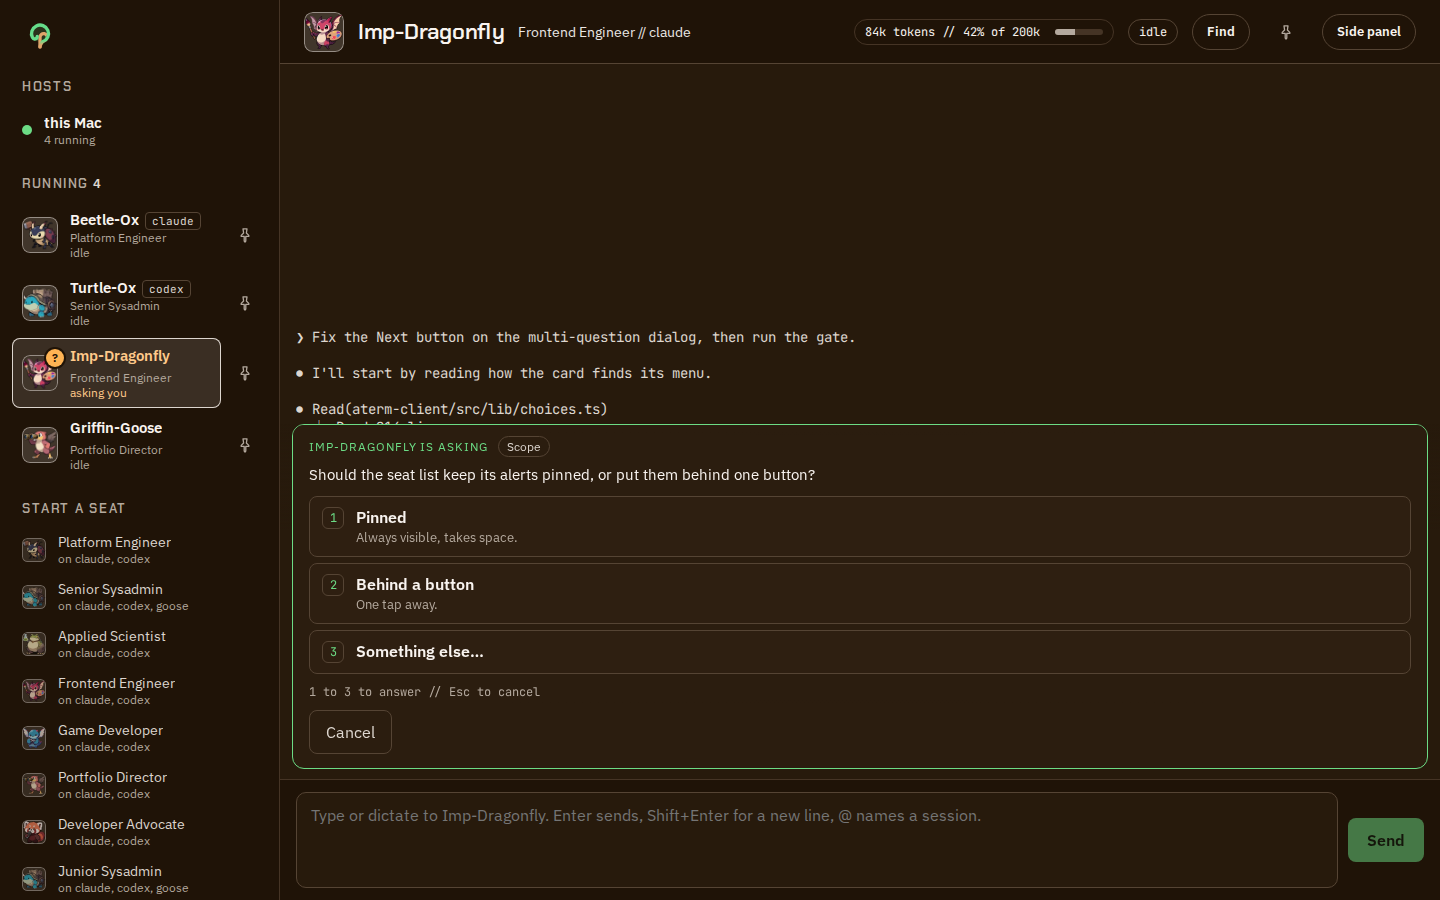 HOSTS
this Mac
4 running
RUNNING 4
Beetle-Ox claude
Platform Engineer
idle
Turtle-Ox codex
Senior Sysadmin
idle
?
Imp-Dragonfly
Frontend Engineer
asking you
Griffin-Goose
Portfolio Director
idle
START A SEAT
Platform Engineer
on claude, codex
Senior Sysadmin
on claude, codex, goose
Applied Scientist
on claude, codex
Frontend Engineer
on claude, codex
Game Developer
on claude, codex
Portfolio Director
on claude, codex
Developer Advocate
on claude, codex
Junior Sysadmin
on claude, codex, goose
Imp-Dragonfly Frontend Engineer // claude
84k tokens // 42% of 200k
idle
Find
Side panel
❯ Fix the Next button on the multi-question dialog, then run the gate.
● I'll start by reading how the card finds its menu.
● Read(aterm-client/src/lib/choices.ts)
IMP-DRAGONFLY IS ASKING Scope
Should the seat list keep its alerts pinned, or put them behind one button?
1 Pinned
Always visible, takes space.
2 Behind a button
One tap away.
3 Something else...
1 to 3 to answer // Esc to cancel
Cancel
Type or dictate to Imp-Dragonfly. Enter sends, Shift+Enter for a new line, @ names a session.
Send